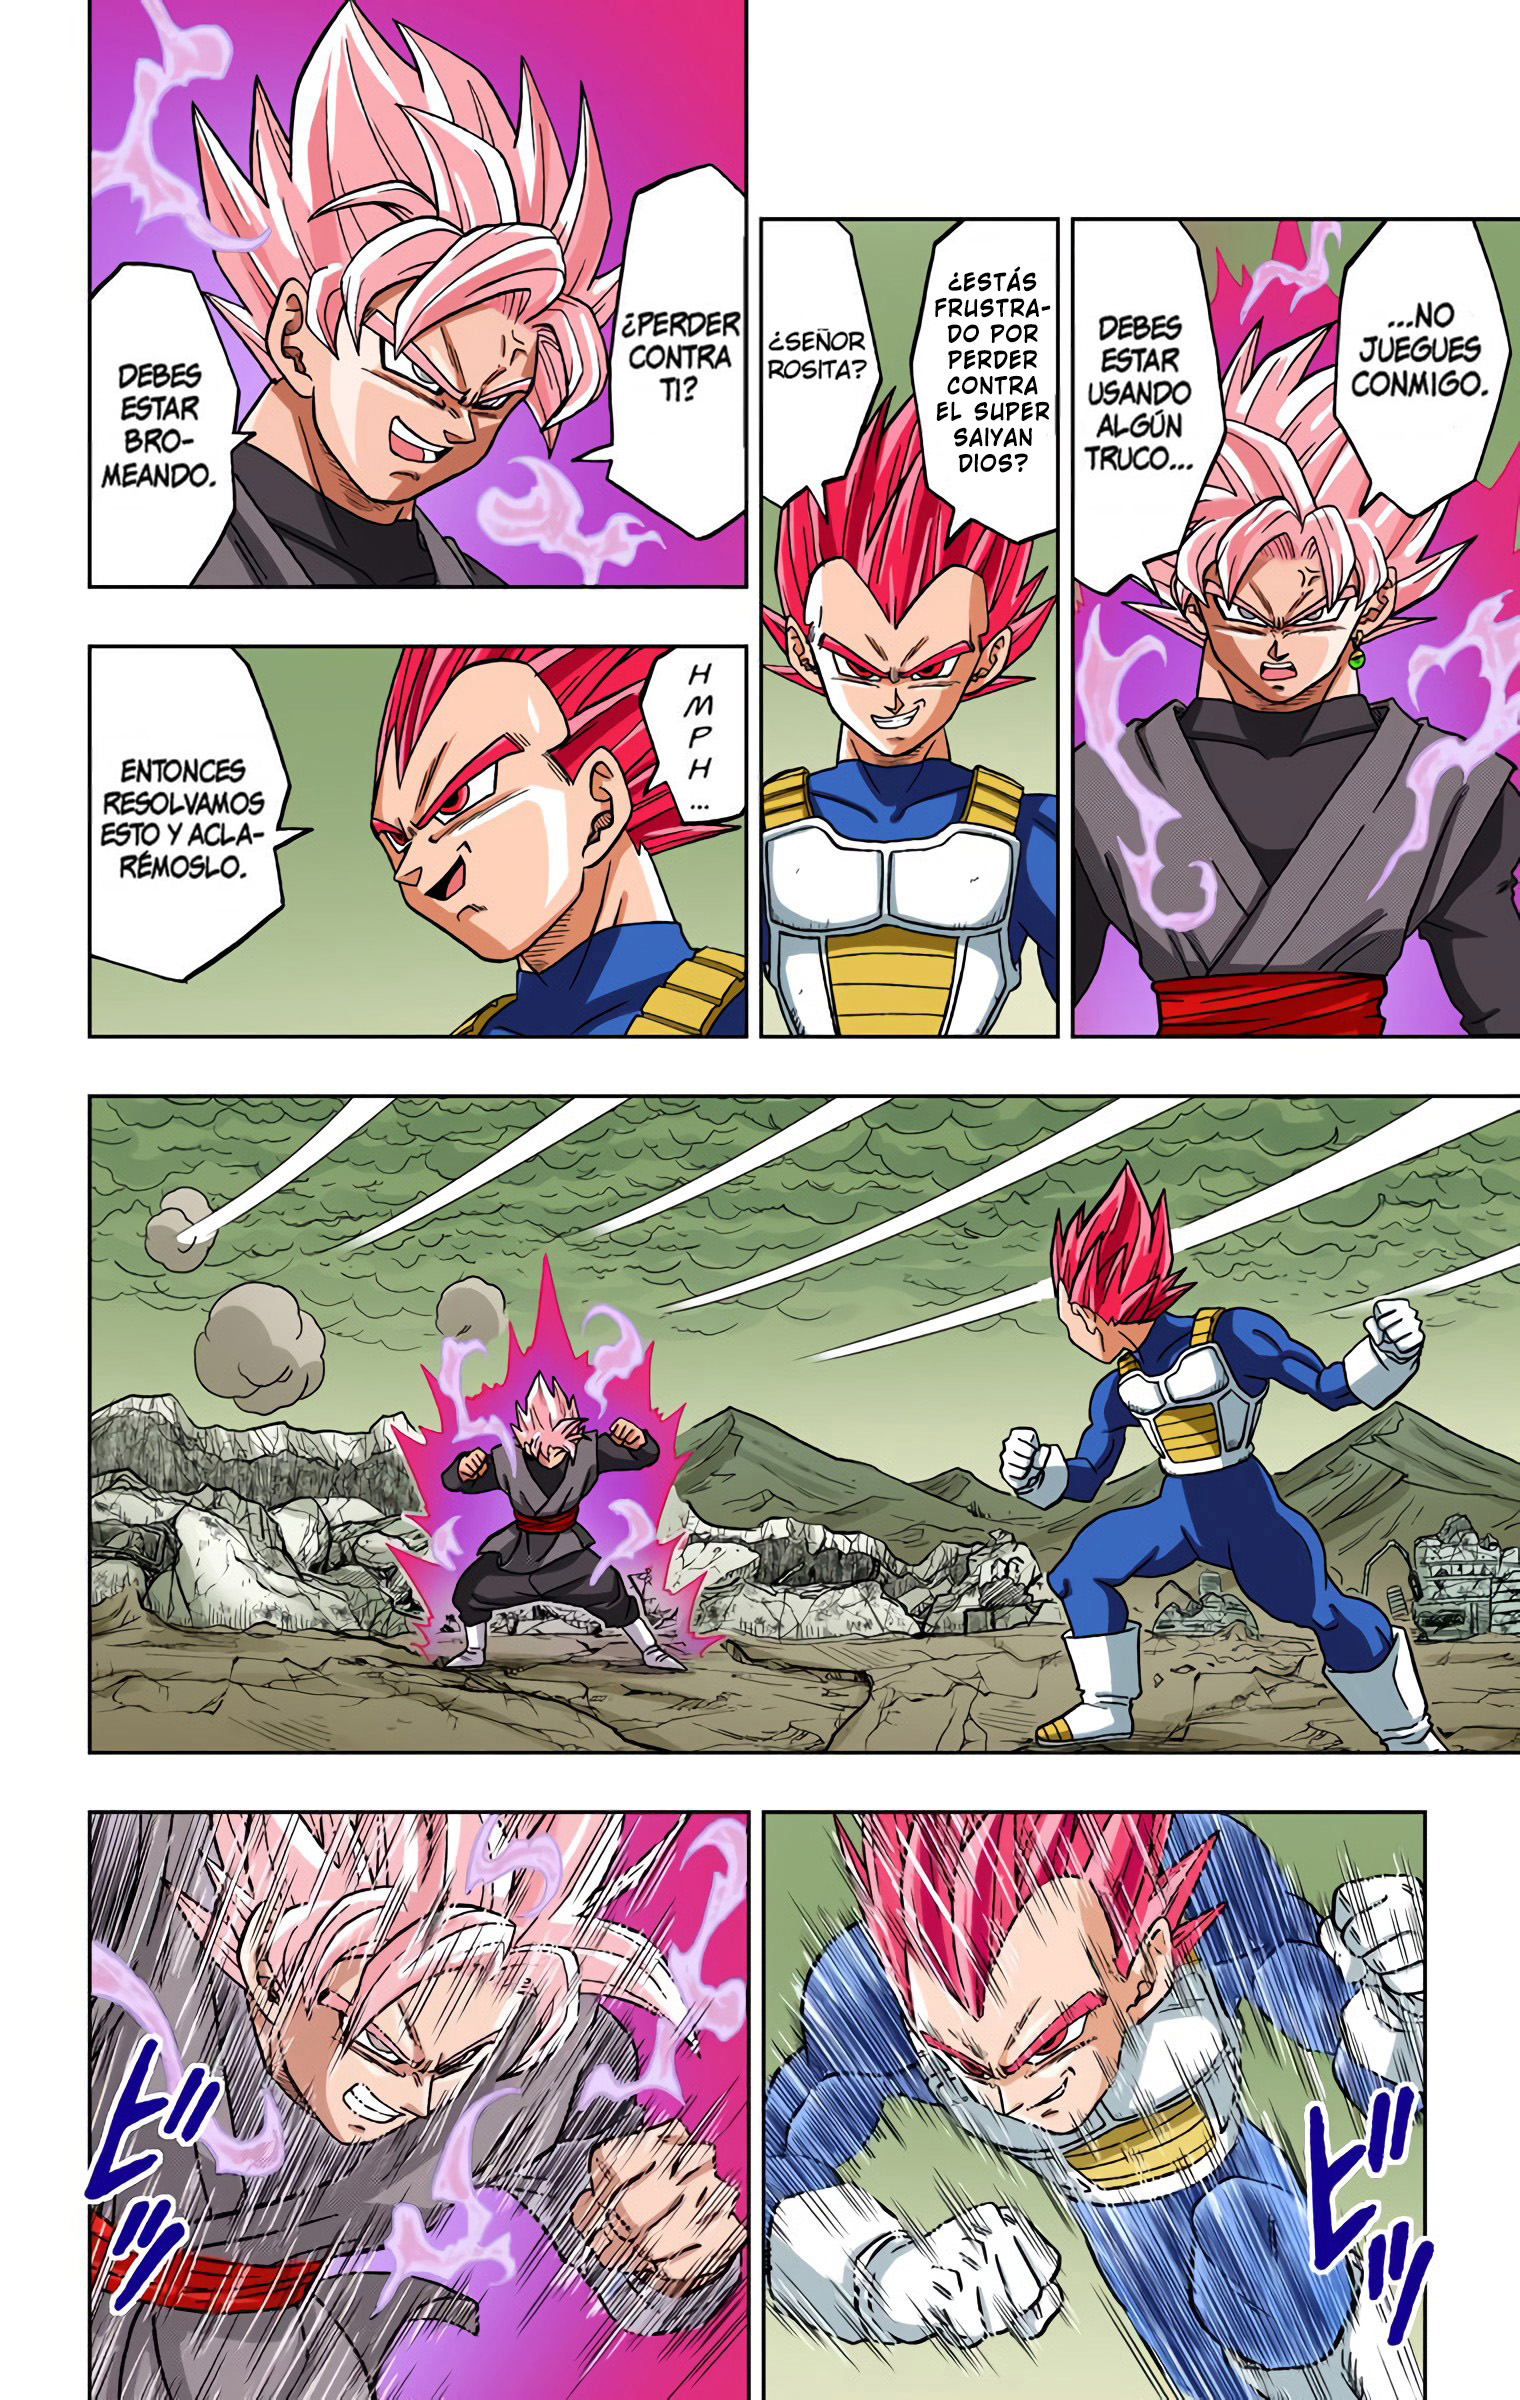 ...NO
JUEGUES
CONMIGO.
DEBES
ESTAR
USANDO
ALGÚN
TRUCO...
¿ESTÁS
FRUSTRA-
DO POR
PERDER
CONTRA
EL SUPER
SAIYAN
DIOS?
¿SEÑOR
ROSITA?
¿PERDER
CONTRA
TI?
DEBES
ESTAR
BRO-
MEANDO.
HMPH...
ENTONCES
RESOLVAMOS
ESTO Y ACLA-
RÉMOSLO.
ビッ
ビッ